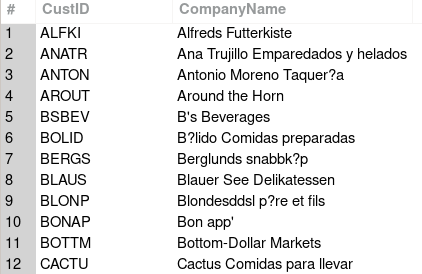 # CustID CompanyName
1 ALFKI Alfreds Futterkiste
2 ANATR Ana Trujillo Emparedados y helados
3 ANTON Antonio Moreno Taquer?a
4 AROUT Around the Horn
5 BSBEV B's Beverages
6 BOLID B?lido Comidas preparadas
7 BERGS Berglunds snabbk?p
8 BLAUS Blauer See Delikatessen
9 BLONP Blondesddsl p?re et fils
10 BONAP Bon app'
11 BOTTM Bottom-Dollar Markets
12 CACTU Cactus Comidas para llevar